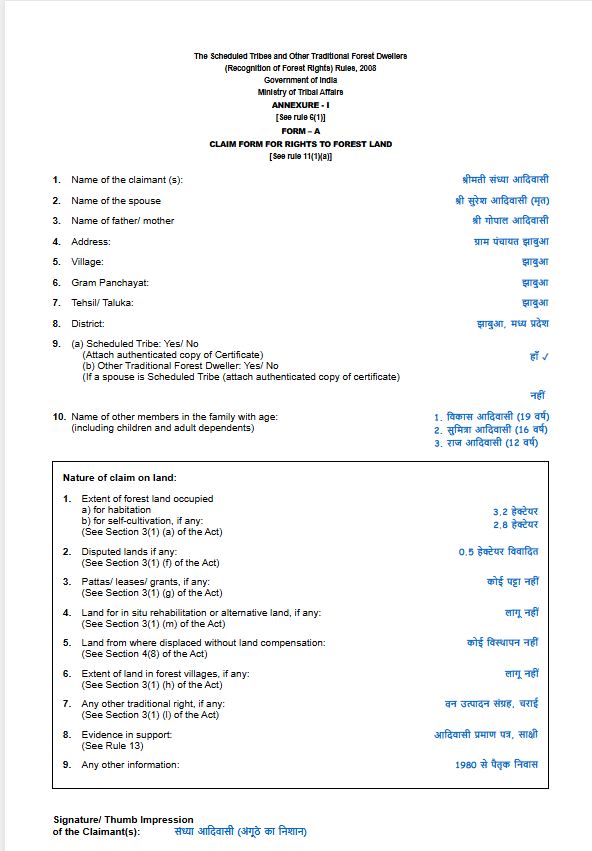 The Scheduled Tribes and Other Traditional Forest Dwellers
(Recognition of Forest Rights) Rules, 2008
Government of India
Ministry of Tribal Affairs
ANNEXURE - I
[See rule 6(1)]
FORM – A
CLAIM FORM FOR RIGHTS TO FOREST LAND
[See rule 11(1)(a)]
1. Name of the claimant (s): श्रीमती संध्या आदिवासी
2. Name of the spouse श्री सुरेश आदिवासी (मृत)
3. Name of father/ mother श्री गोपाल आदिवासी
4. Address: ग्राम पंचायत झाबुआ
5. Village: झाबुआ
6. Gram Panchayat: झाबुआ
7. Tehsil/ Taluka: झाबुआ
8. District: झाबुआ, मध्य प्रदेश
9. (a) Scheduled Tribe: Yes/ No
(Attach authenticated copy of Certificate) हाँ ✓
(b) Other Traditional Forest Dweller: Yes/ No
(If a spouse is Scheduled Tribe (attach authenticated copy of certificate)
नहीं
10. Name of other members in the family with age: 1. विकास आदिवासी (19 वर्ष)
(including children and adult dependents) 2. सुमित्रा आदिवासी (16 वर्ष)
3. राज आदिवासी (12 वर्ष)
Nature of claim on land:
1. Extent of forest land occupied
a) for habitation 3.2 हेक्टेयर
b) for self-cultivation, if any: 2.8 हेक्टेयर
(See Section 3(1) (a) of the Act)
2. Disputed lands if any: 0.5 हेक्टेयर विवादित
(See Section 3(1) (f) of the Act)
3. Pattas/ leases/ grants, if any: कोई पट्टा नहीं
(See Section 3(1) (g) of the Act)
4. Land for in situ rehabilitation or alternative land, if any: लागू नहीं
(See Section 3(1) (m) of the Act)
5. Land from where displaced without land compensation: कोई विस्थापन नहीं
(See Section 4(8) of the Act)
6. Extent of land in forest villages, if any: लागू नहीं
(See Section 3(1) (h) of the Act)
7. Any other traditional right, if any: वन उत्पादन संग्रह, चराई
(See Section 3(1) (l) of the Act)
8. Evidence in support: आदिवासी प्रमाण पत्र, साक्षी
(See Rule 13)
9. Any other information: 1980 से पैतृक निवास
Signature/ Thumb Impression
of the Claimant(s): संध्या आदिवासी (अंगूठे का निशान)